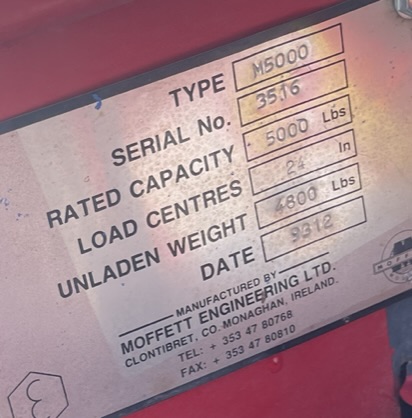 TYPE M5000
SERIAL No. 3516
RATED CAPACITY 5000 Lbs
LOAD CENTRES 24 In
UNLADEN WEIGHT 4800 Lbs
DATE 9312
MANUFACTURED BY
MOFFETT ENGINEERING LTD.
CLONTIBRET, CO. MONAGHAN, IRELAND.
TEL: + 353 47 80768
FAX: + 353 47 80810